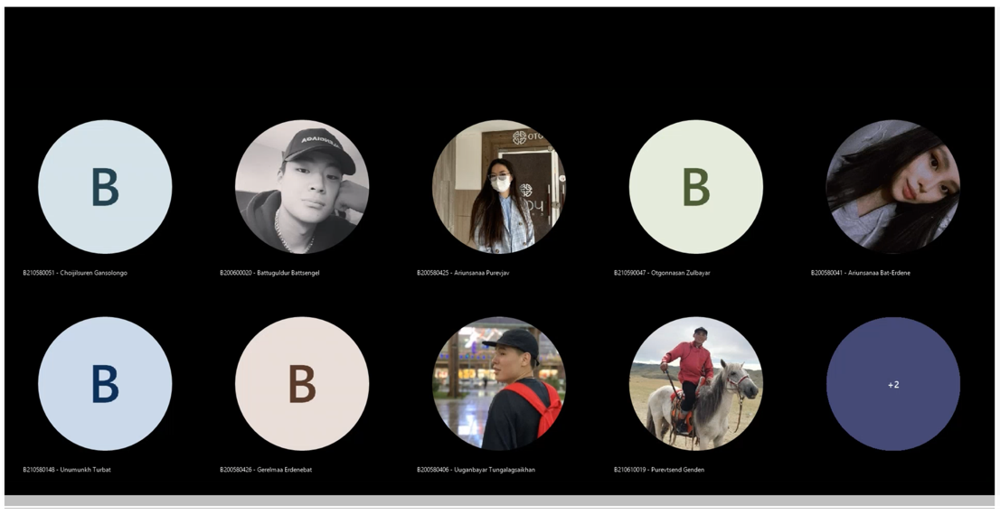 B
B
B210580051 - Choijilsuren Gansolongo
B200600020 - Battuguldur Battsengel
B200580425 - Ariunsanaa Purevjav
B210590047 - Otgonnasan Zulbayar
B200580041 - Ariunsanaa Bat-Erdene
B
B
+2
B210580148 - Unumunkh Turbat
B200580426 - Gerelmaa Erdenebat
B200580406 - Uuganbayar Tungalagsaikhan
B210610019 - Purevtsend Genden